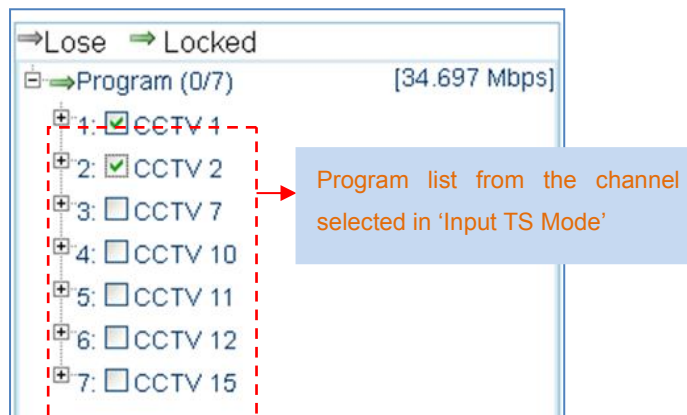 Lose Locked
Program (0/7) [34.697 Mbps]
1: CCTV 1
2: CCTV 2
3: CCTV 7
4: CCTV 10
5: CCTV 11
6: CCTV 12
7: CCTV 15
Program list from the channel
selected in ‘Input TS Mode’